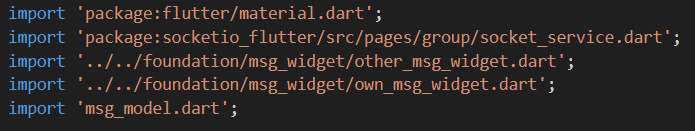 import 'package:flutter/material.dart';
import 'package:socketio_flutter/src/pages/group/socket_service.dart';
import '../../foundation/msg_widget/other_msg_widget.dart';
import '../../foundation/msg_widget/own_msg_widget.dart';
import 'msg_model.dart';